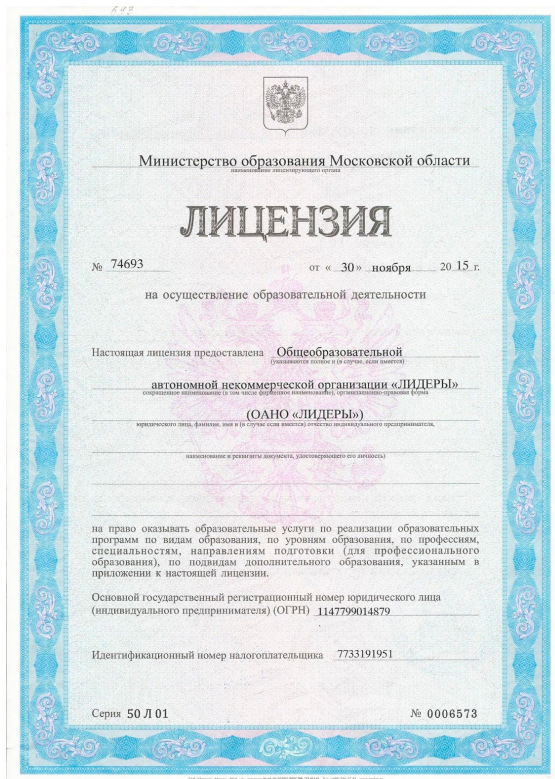 Министерство образования Московской области
наименование лицензирующего органа
ЛИЦЕНЗИЯ
№ 74693 от « 30 » ноября 20 15 г.
на осуществление образовательной деятельности
Настоящая лицензия предоставлена Общеобразовательной
(указываются полное и (в случае, если имеется)
автономной некоммерческой организации «ЛИДЕРЫ»
сокращенное наименование (в том числе фирменное наименование), организационно-правовая форма
(ОАНО «ЛИДЕРЫ»)
юридического лица, фамилия, имя и (в случае если имеется) отчество индивидуального предпринимателя,
наименование и реквизиты документа, удостоверяющего его личность)
на право оказывать образовательные услуги по реализации образовательных
программ по видам образования, по уровням образования, по профессиям,
специальностям, направлениям подготовки (для профессионального
образования), по подвидам дополнительного образования, указанным в
приложении к настоящей лицензии.
Основной государственный регистрационный номер юридического лица
(индивидуального предпринимателя) (ОГРН) 1147799014879
Идентификационный номер налогоплательщика 7733191951
Серия 50 Л 01 № 0006573